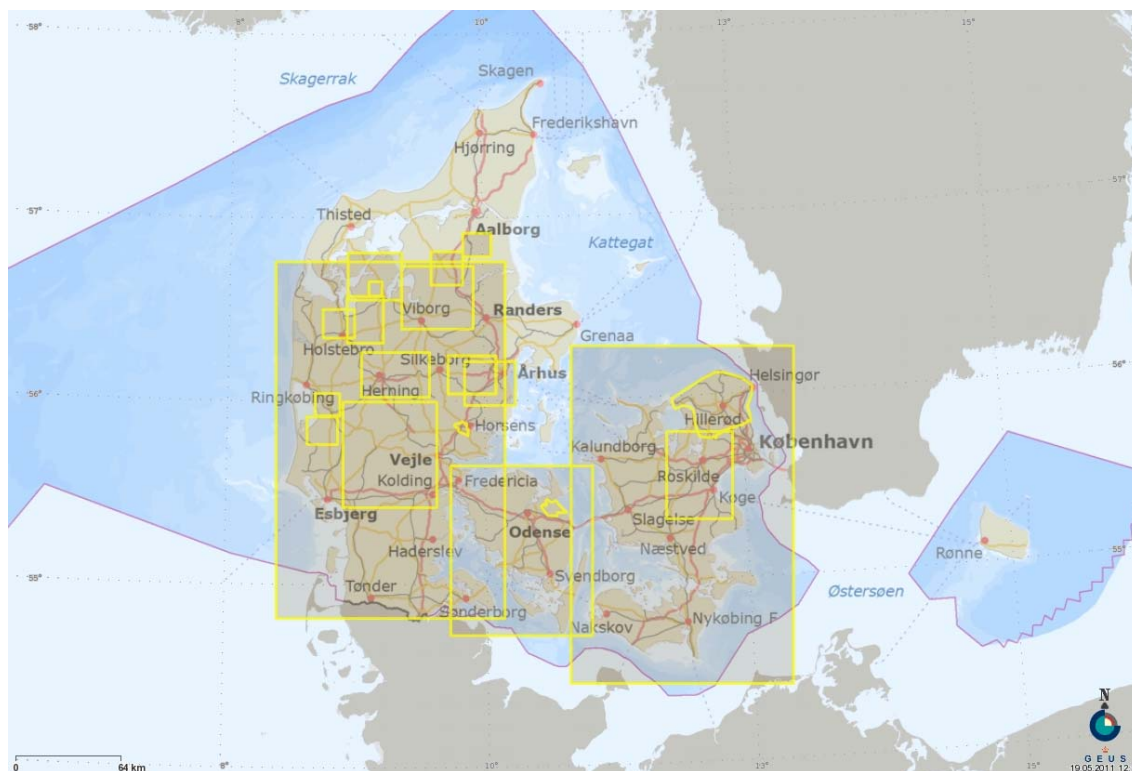 58°
8°
10°
13°
15°
Skagen
Skagerrak
Frederikshavn
Hjørring
57°
57°
Thisted
Aalborg
Kattegat
Viborg
Randers
Grenaa
Holstebro
Silkeborg
Århus
56°
Helsingør
Herning
Ringkøbing
56°
Hillerød
Horsens
København
Kalundborg
Vejle
Roskilde
Kolding
Fredericia
Køge
Esbjerg
Odense
Slagelse
Haderslev
Næstved
Rønne
55°
55°
Svendborg
Tønder
Østersøen
Sønderborg
Nakskov
Nykøbing F
N
8°
10°
13°
15°
0
64 km
GEUS
19.05.2011 12: